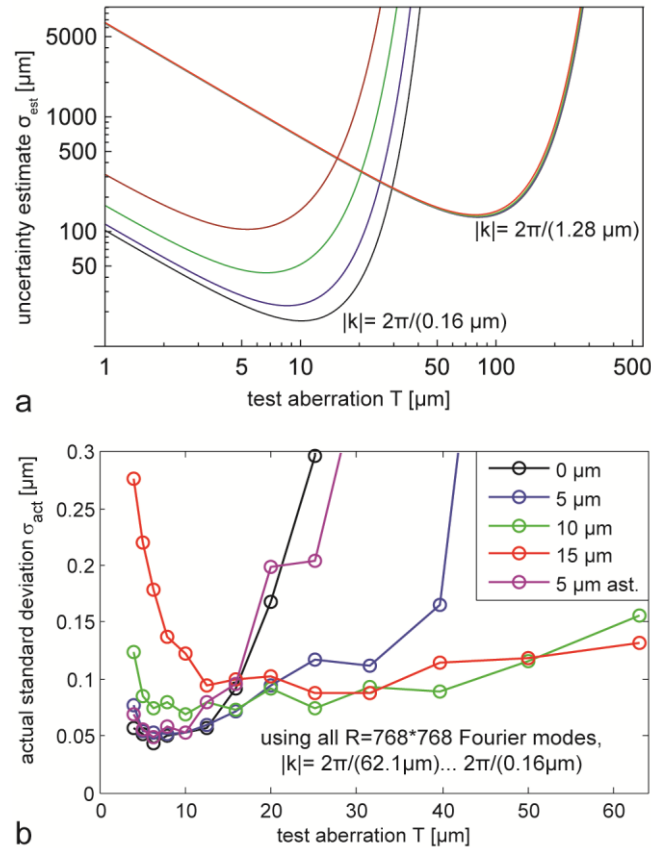 5000
1000
500
100
50
uncertainty estimate σest [µm]
|k|= 2π/(1.28 µm)
|k|= 2π/(0.16 µm)
1 5 10 50 100 500
test aberration T [µm]
a
0.3
0.25
0.2
0.15
0.1
0.05
0
actual standard deviation σact [µm]
0 µm
5 µm
10 µm
15 µm
5 µm ast.
using all R=768*768 Fourier modes,
|k|= 2π/(62.1µm)... 2π/(0.16µm)
0 10 20 30 40 50 60
test aberration T [µm]
b